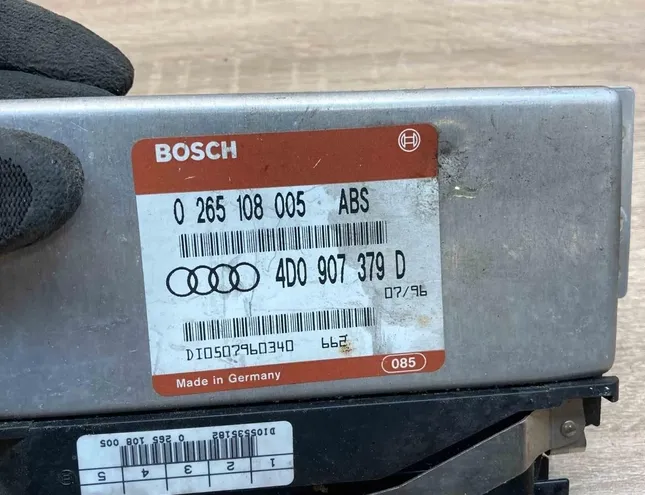 BOSCH
0 265 108 005 ABS
4D0 907 379 D
07/96
DI0507960340 662
Made in Germany 085
DI05535182 0 265 108 005
1 2 3 4 5